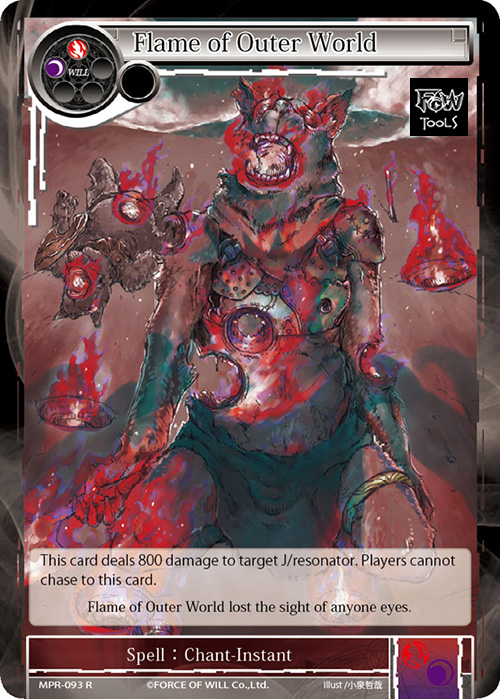 Flame of Outer World
WILL
FOW
TOOLS
This card deals 800 damage to target J/resonator. Players cannot
chase to this card.
Flame of Outer World lost the sight of anyone eyes.
Spell : Chant-Instant
MPR-093 R ©FORCE OF WILL Co.,Ltd. Illust /小泉哲哉